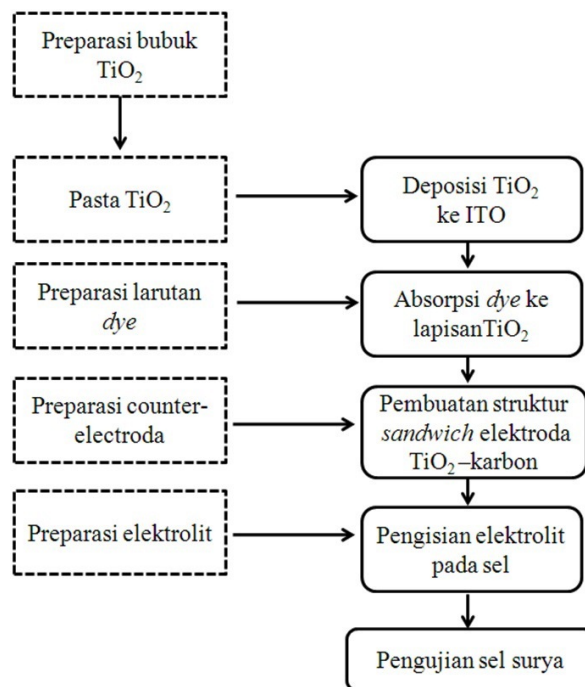 Preparasi bubuk
TiO₂
Pasta TiO₂
Deposisi TiO₂
ke ITO
Preparasi larutan
dye
Absorpsi dye ke
lapisanTiO₂
Preparasi counter-
electroda
Pembuatan struktur
sandwich elektroda
TiO₂–karbon
Preparasi elektrolit
Pengisian elektrolit
pada sel
Pengujian sel surya